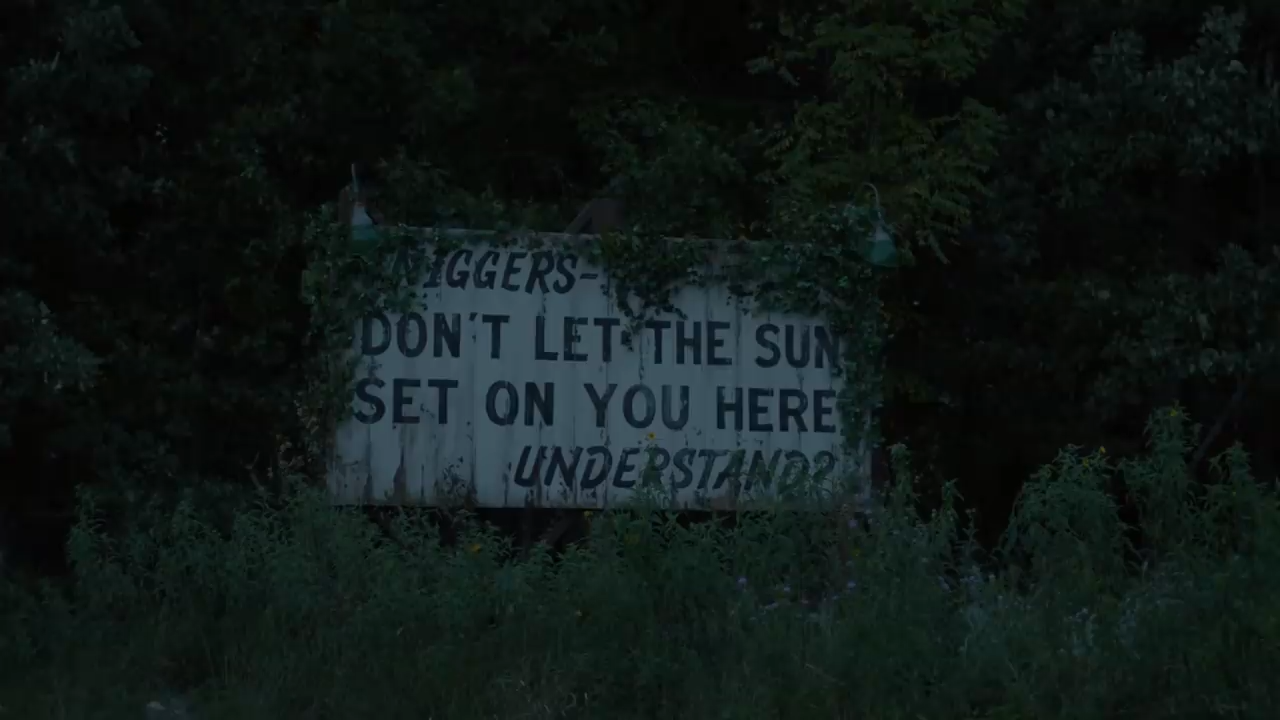 NIGGERS-
DON'T LET THE SUN
SET ON YOU HERE
UNDERSTAND?